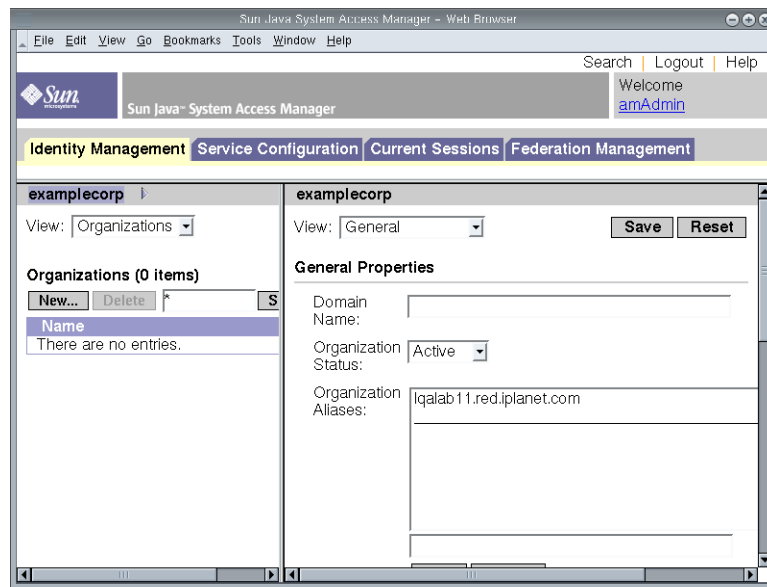 Sun Java System Access Manager – Web Browser
File Edit View Go Bookmarks Tools Window Help
Search | Logout | Help
Sun
microsystems
Sun Java™ System Access Manager
Welcome
amAdmin
Identity Management Service Configuration Current Sessions Federation Management
examplecorp
View: Organizations
Organizations (0 items)
New... Delete * S
Name
There are no entries.
examplecorp
View: General Save Reset
General Properties
Domain
Name:
Organization
Status: Active
Organization
Aliases: lqalab11.red.iplanet.com